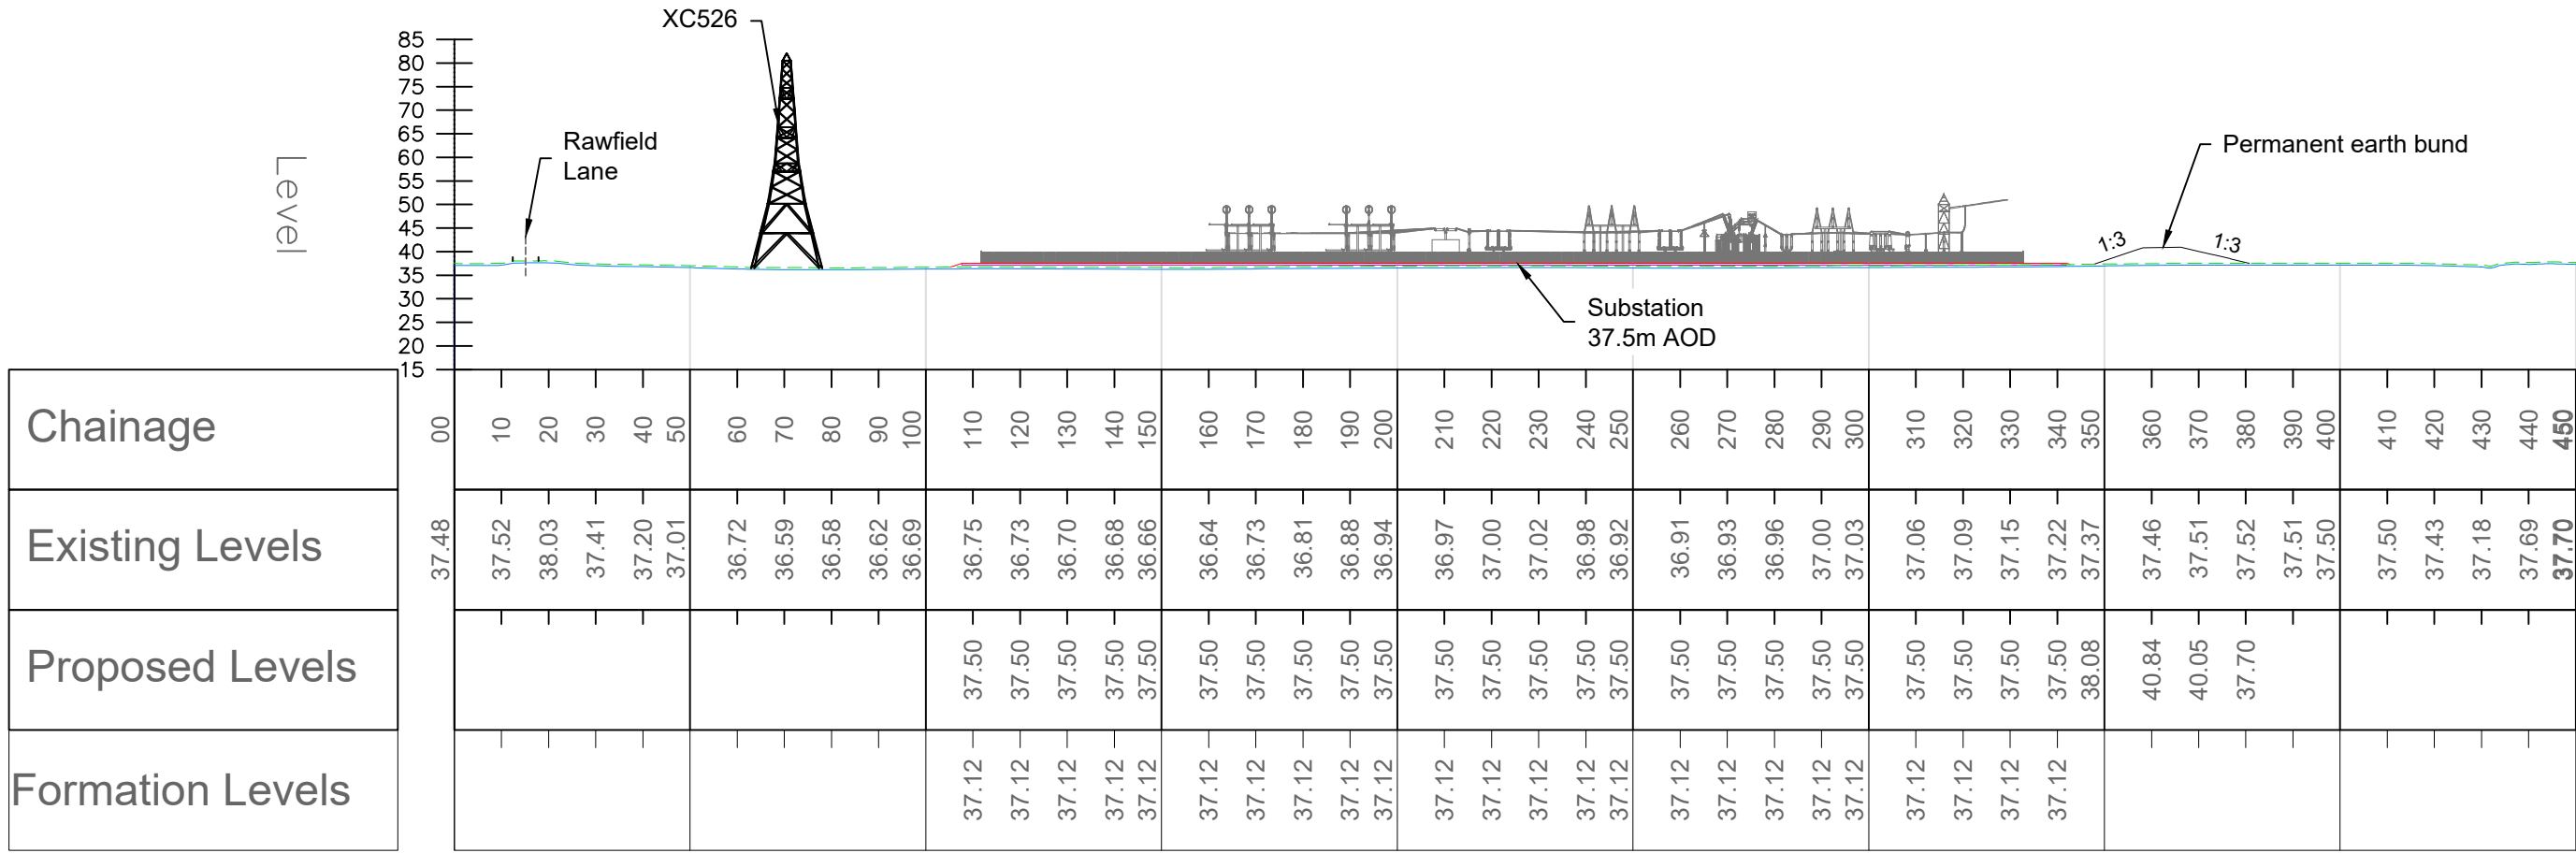 XC526
85
80
75
70
65
60
55
50
45
40
35
30
25
20
15
Level
Rawfield
Lane
Permanent earth bund
1:3
1:3
Substation
37.5m AOD
Chainage
00 10 20 30 40 50 60 70 80 90 100 110 120 130 140 150 160 170 180 190 200 210 220 230 240 250 260 270 280 290 300 310 320 330 340 350 360 370 380 390 400 410 420 430 440 450
Existing Levels
37.48 37.52 38.03 37.41 37.20 37.01 36.72 36.59 36.58 36.62 36.69 36.75 36.73 36.70 36.68 36.66 36.64 36.73 36.81 36.88 36.94 36.97 37.00 37.02 36.98 36.92 36.91 36.93 36.96 37.00 37.03 37.06 37.09 37.15 37.22 37.37 37.46 37.51 37.52 37.51 37.50 37.50 37.43 37.18 37.69 37.70
Proposed Levels
37.50 37.50 37.50 37.50 37.50 37.50 37.50 37.50 37.50 37.50 37.50 37.50 37.50 37.50 37.50 37.50 37.50 37.50 37.50 37.50 37.50 37.50 37.50 37.50 38.08 40.84 40.05 37.70
Formation Levels
37.12 37.12 37.12 37.12 37.12 37.12 37.12 37.12 37.12 37.12 37.12 37.12 37.12 37.12 37.12 37.12 37.12 37.12 37.12 37.12 37.12 37.12 37.12 37.12